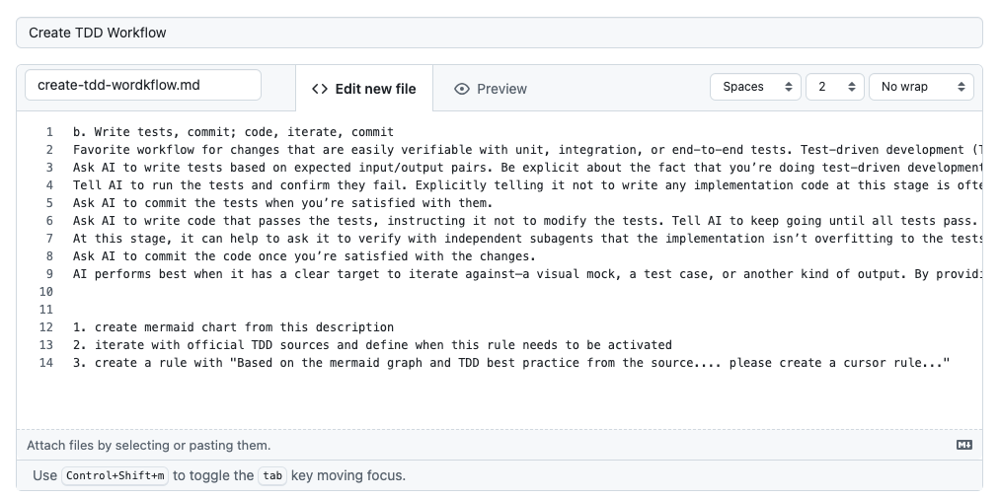 Create TDD Workflow
create-tdd-wordkflow.md
Edit new file
Preview
Spaces
2
No wrap
1 b. Write tests, commit; code, iterate, commit
2 Favorite workflow for changes that are easily verifiable with unit, integration, or end-to-end tests. Test-driven development (T
3 Ask AI to write tests based on expected input/output pairs. Be explicit about the fact that you’re doing test-driven development
4 Tell AI to run the tests and confirm they fail. Explicitly telling it not to write any implementation code at this stage is ofte
5 Ask AI to commit the tests when you’re satisfied with them.
6 Ask AI to write code that passes the tests, instructing it not to modify the tests. Tell AI to keep going until all tests pass.
7 At this stage, it can help to ask it to verify with independent subagents that the implementation isn’t overfitting to the tests
8 Ask AI to commit the code once you’re satisfied with the changes.
9 AI performs best when it has a clear target to iterate against—a visual mock, a test case, or another kind of output. By providi
10
11
12 1. create mermaid chart from this description
13 2. iterate with official TDD sources and define when this rule needs to be activated
14 3. create a rule with "Based on the mermaid graph and TDD best practice from the source.... please create a cursor rule..."
Attach files by selecting or pasting them.
Use Control+Shift+m to toggle the tab key moving focus.